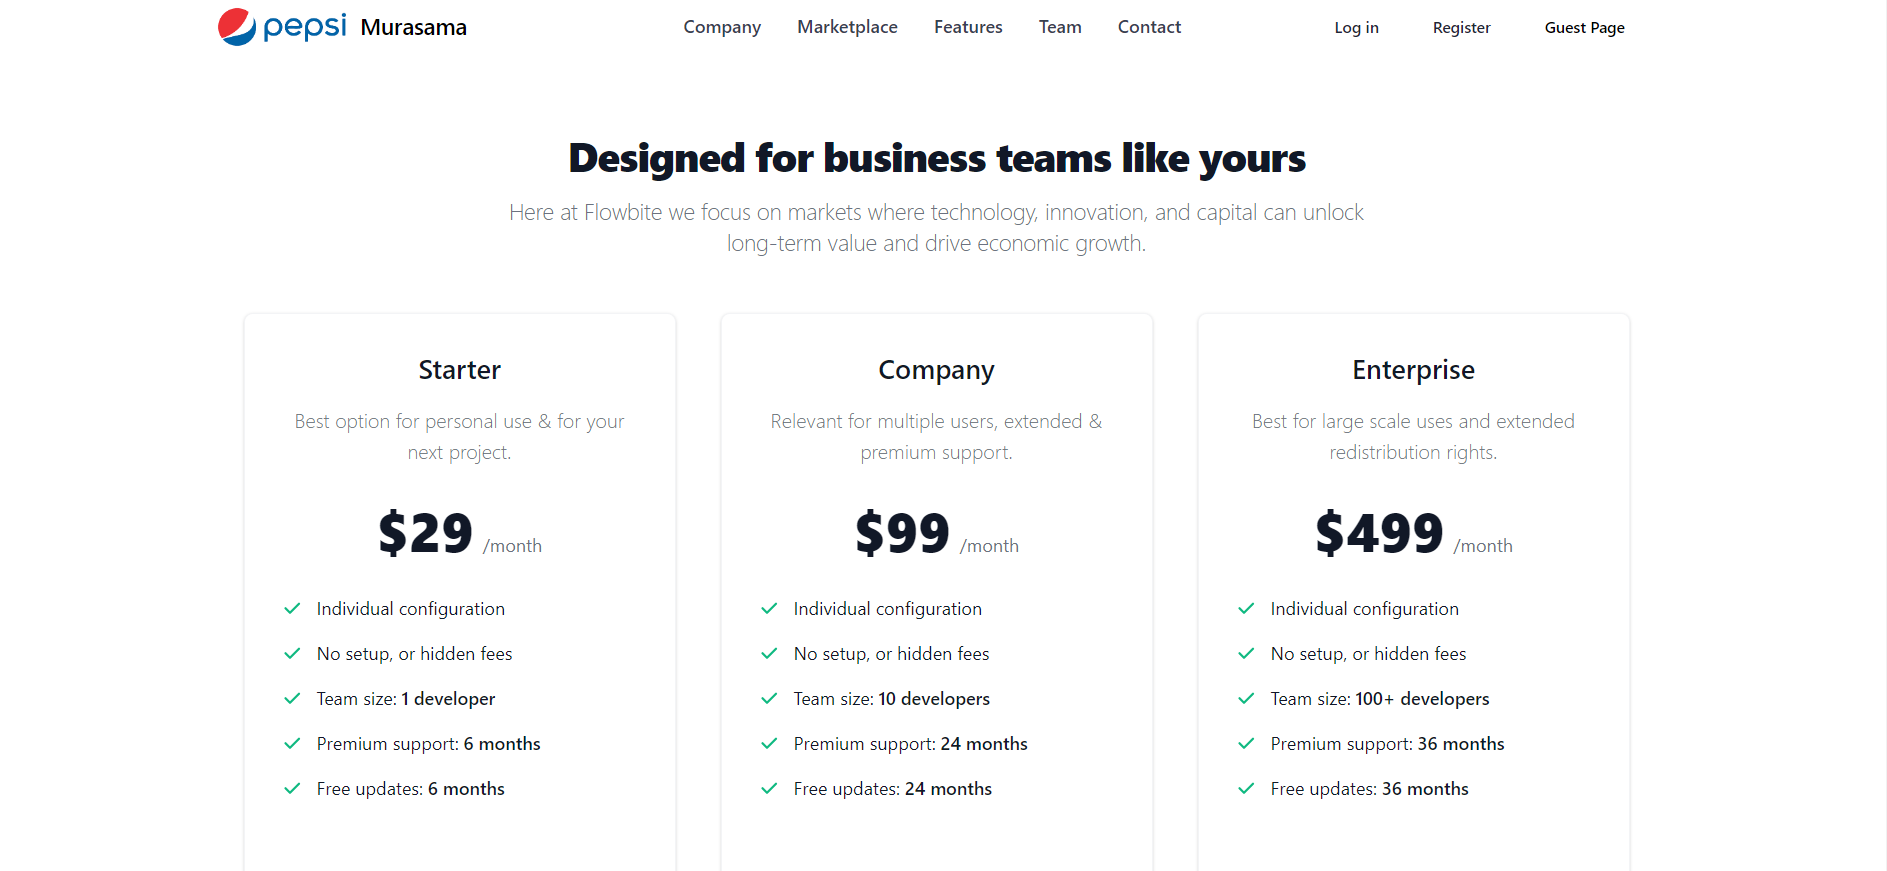 pepsi Murasama Company Marketplace Features Team Contact Log in Register Guest Page
Designed for business teams like yours
Here at Flowbite we focus on markets where technology, innovation, and capital can unlock
long-term value and drive economic growth.
Starter
Best option for personal use & for your
next project.
$29 /month
Individual configuration
No setup, or hidden fees
Team size: 1 developer
Premium support: 6 months
Free updates: 6 months
Company
Relevant for multiple users, extended &
premium support.
$99 /month
Individual configuration
No setup, or hidden fees
Team size: 10 developers
Premium support: 24 months
Free updates: 24 months
Enterprise
Best for large scale uses and extended
redistribution rights.
$499 /month
Individual configuration
No setup, or hidden fees
Team size: 100+ developers
Premium support: 36 months
Free updates: 36 months